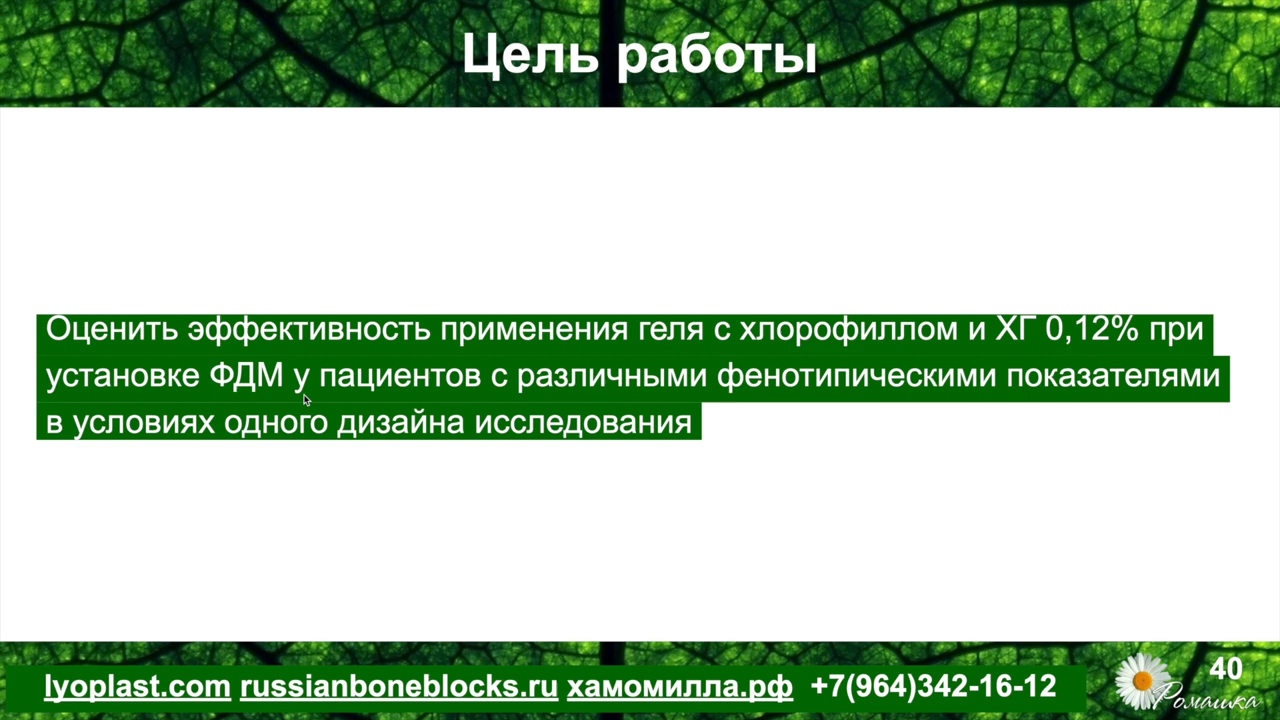 Цель работы
Оценить эффективность применения геля с хлорофиллом и ХГ 0,12% при
установке ФДМ у пациентов с различными фенотипическими показателями
в условиях одного дизайна исследования
lyoplast.com russianboneblocks.ru хамомилла.рф +7(964)342-16-12
Ромашка
40